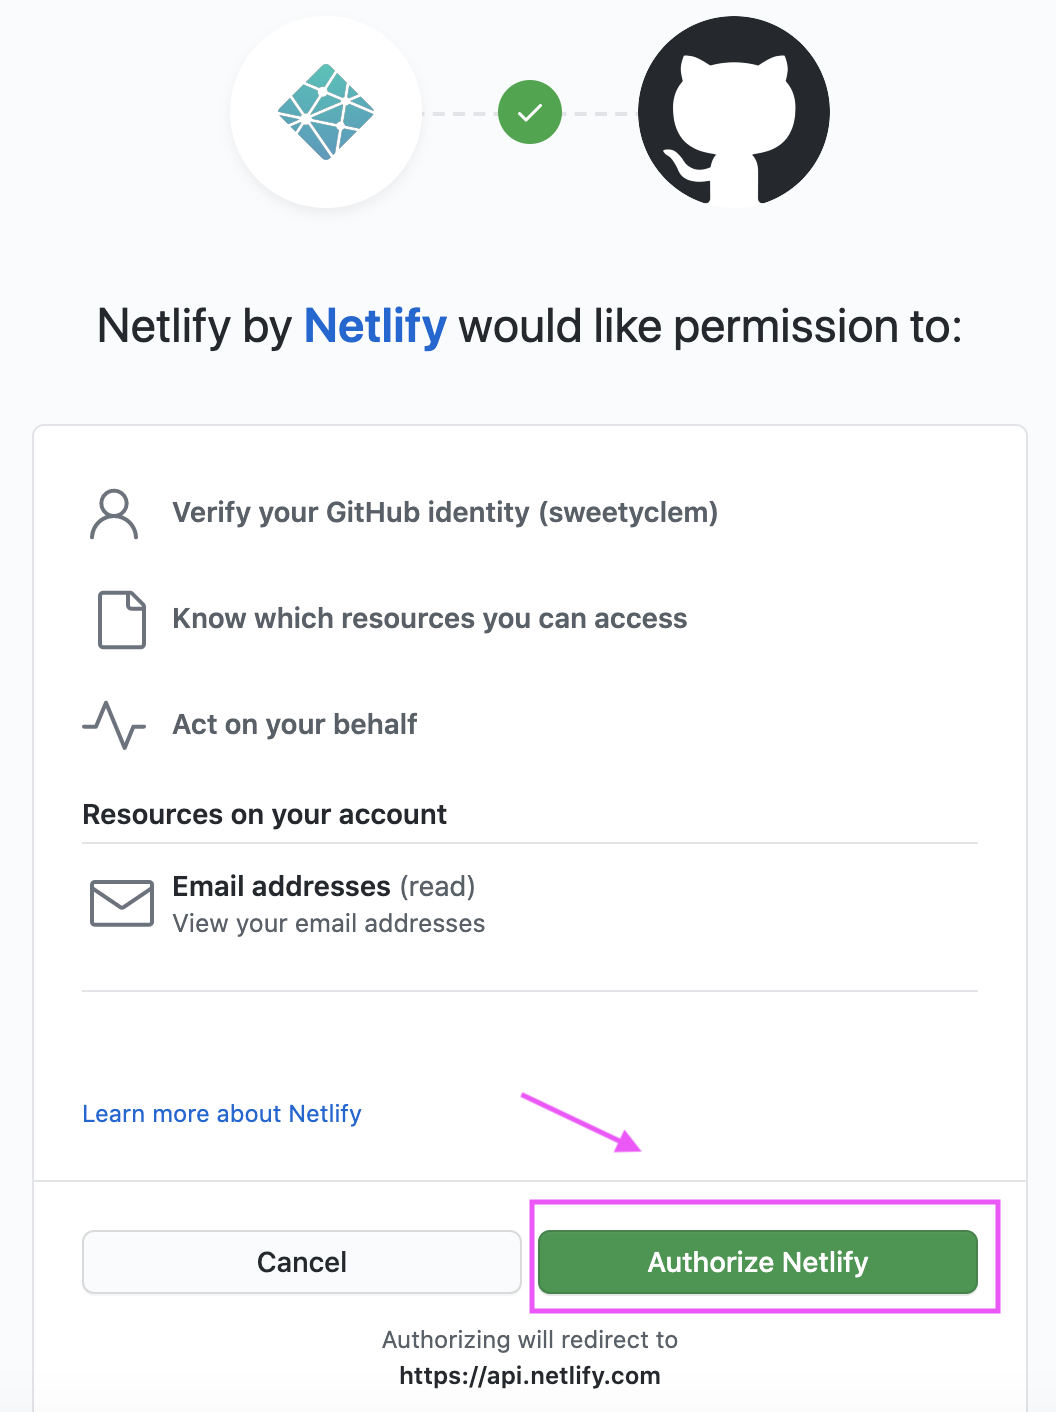 Netlify by Netlify would like permission to:
Verify your GitHub identity (sweetyclem)
Know which resources you can access
Act on your behalf
Resources on your account
Email addresses (read)
View your email addresses
Learn more about Netlify
Cancel
Authorize Netlify
Authorizing will redirect to
https://api.netlify.com